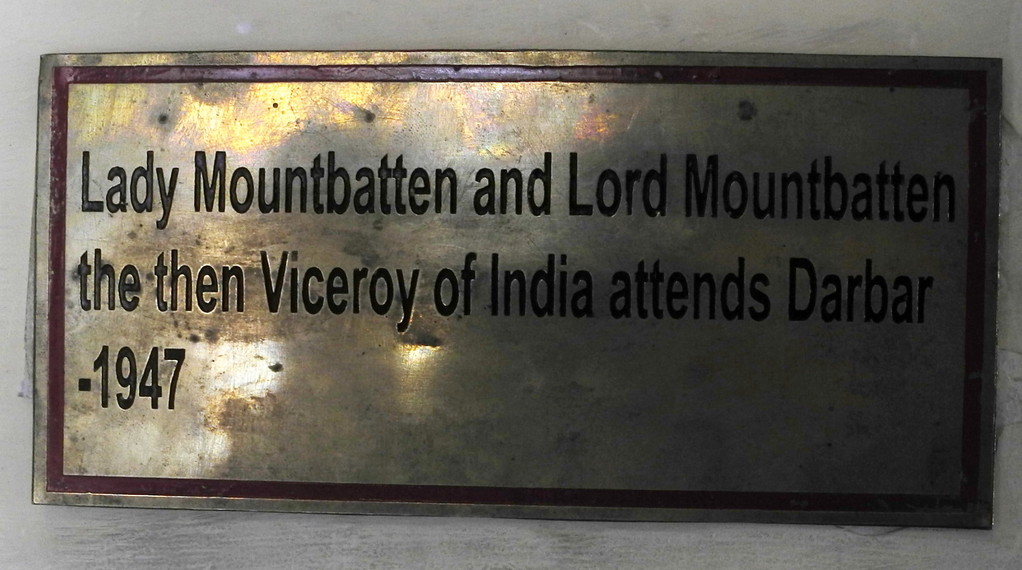 Lady Mountbatten and Lord Mountbatten
the then Viceroy of India attends Darbar
-1947